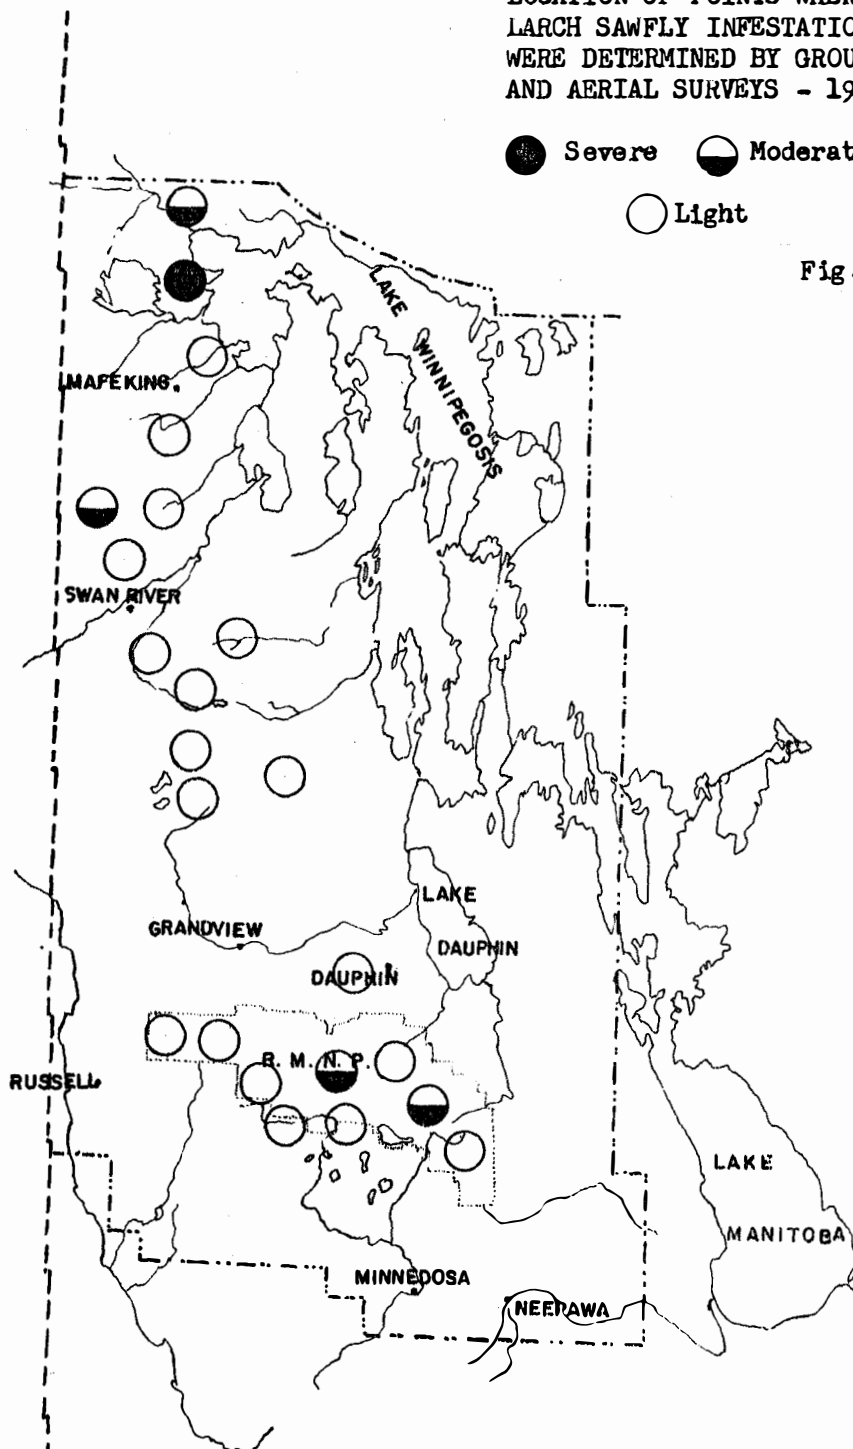 LARCH SAWFLY INFESTATIO
WERE DETERMINED BY GROU
AND AERIAL SURVEYS - 19
Severe Moderat
Light
Fig.
LAKE
WINNIPEGOSIS
MAFEKING.
SWAN RIVER
LAKE
GRANDVIEW
DAUPHIN
DAUPHIN
R. M. N. P.
RUSSELL
LAKE
MANITOBA
MINNEDOSA
NEEPAWA